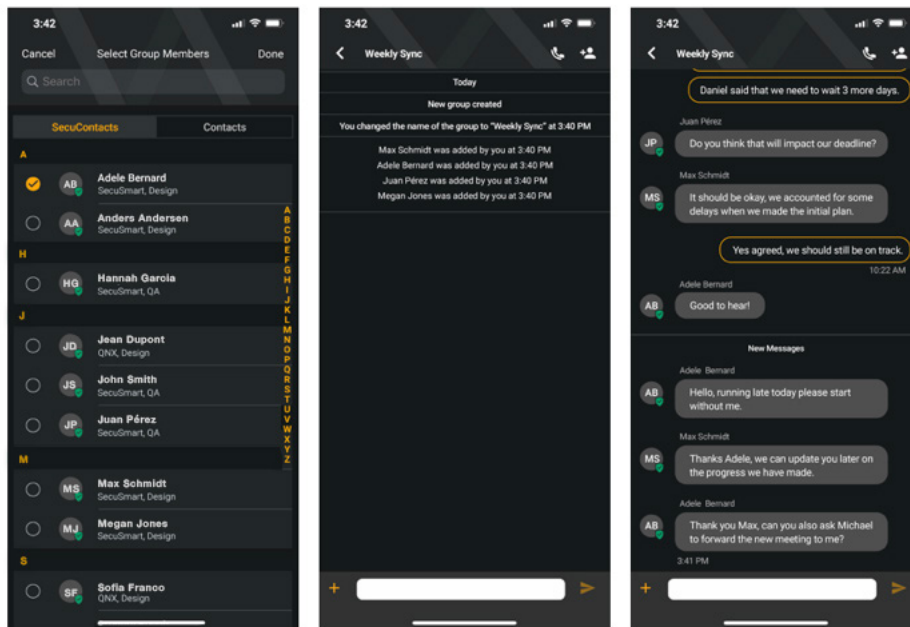 3:42
Cancel
Select Group Members
Done
Search
SecuContacts
Contacts
A
AB
Adele Bernard
SecuSmart, Design
AA
Anders Andersen
SecuSmart, Design
H
HG
Hannah Garcia
SecuSmart, QA
J
JD
Jean Dupont
QNX, Design
JS
John Smith
SecuSmart, QA
JP
Juan Pérez
SecuSmart, QA
M
MS
Max Schmidt
SecuSmart, Design
MJ
Megan Jones
SecuSmart, Design
S
SF
Sofia Franco
QNX, Design
A
B
C
D
E
F
G
H
I
J
K
L
M
N
O
P
Q
R
S
T
U
V
W
X
Y
Z
3:42
Weekly Sync
Today
New group created
You changed the name of the group to "Weekly Sync" at 3:40 PM
Max Schmidt was added by you at 3:40 PM
Adele Bernard was added by you at 3:40 PM
Juan Pérez was added by you at 3:40 PM
Megan Jones was added by you at 3:40 PM
3:42
Weekly Sync
Daniel said that we need to wait 3 more days.
Juan Pérez
JP
Do you think that will impact our deadline?
Max Schmidt
MS
It should be okay, we accounted for some
delays when we made the initial plan.
Yes agreed, we should still be on track.
10:22 AM
Adele Bernard
AB
Good to hear!
New Messages
Adele Bernard
AB
Hello, running late today please start
without me.
Max Schmidt
MS
Thanks Adele, we can update you later on
the progress we have made.
Adele Bernard
AB
Thank you Max, can you also ask Michael
to forward the new meeting to me?
3:41 PM